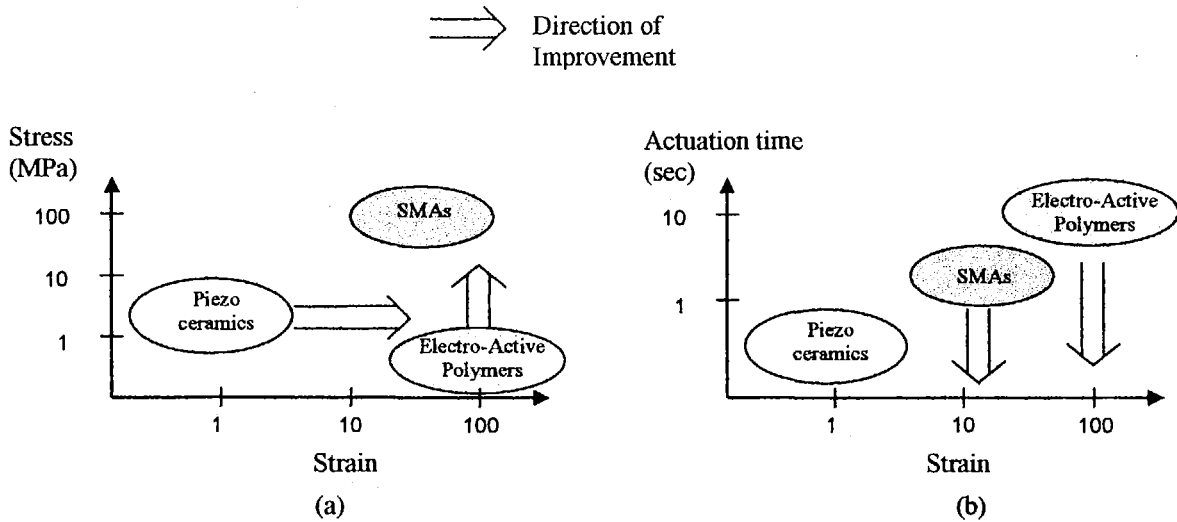 Direction of
Improvement
Stress
(MPa)
100
10
1
SMAs
Piezo
ceramics
Electro-Active
Polymers
1
10
100
Strain
(a)
Actuation time
(sec)
10
1
Electro-Active
Polymers
SMAs
Piezo
ceramics
1
10
100
Strain
(b)